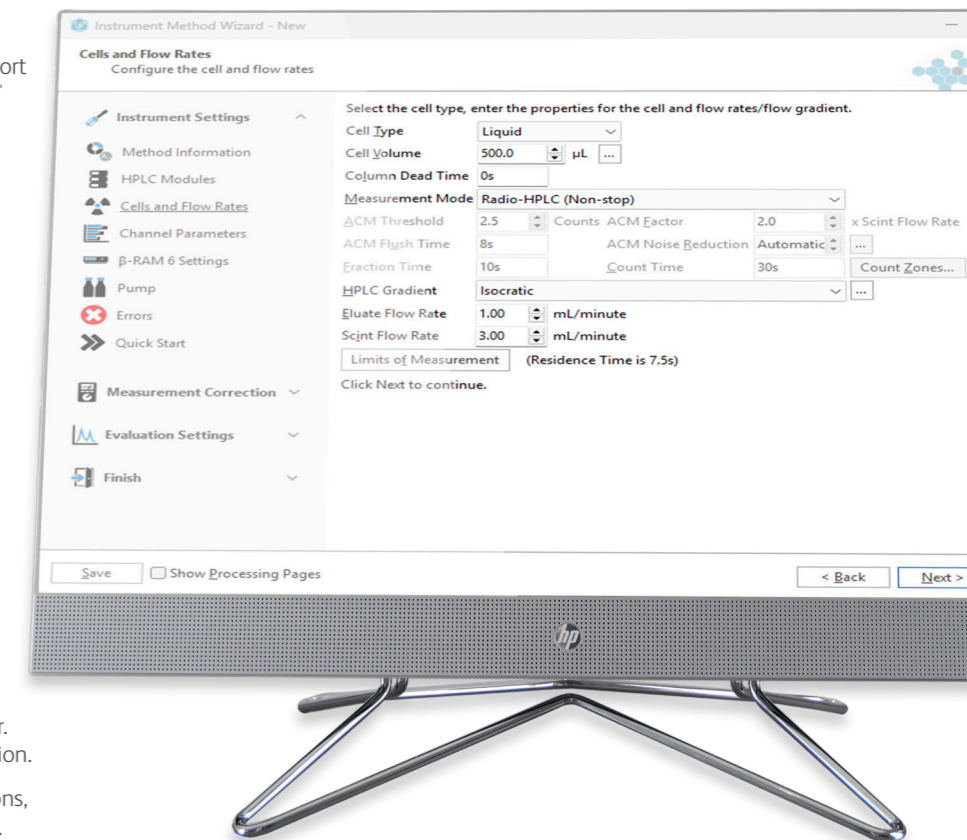 Instrument Method Wizard - New
Cells and Flow Rates
Configure the cell and flow rates
ort
Instrument Settings
Method Information
HPLC Modules
Cells and Flow Rates
Channel Parameters
β-RAM 6 Settings
Pump
Errors
Quick Start
Measurement Correction
Evaluation Settings
Finish
Select the cell type, enter the properties for the cell and flow rates/flow gradient.
Cell Type Liquid
Cell Volume 500.0 µL ...
Column Dead Time 0s
Measurement Mode Radio-HPLC (Non-stop)
ACM Threshold 2.5 Counts ACM Factor 2.0 x Scint Flow Rate
ACM Flush Time 8s ACM Noise Reduction Automatic ...
Fraction Time 10s Count Time 30s Count Zones...
HPLC Gradient Isocratic ...
Eluate Flow Rate 1.00 mL/minute
Scint Flow Rate 3.00 mL/minute
Limits of Measurement (Residence Time is 7.5s)
Click Next to continue.
Save Show Processing Pages < Back Next >
hp
r.
ion.
ons,